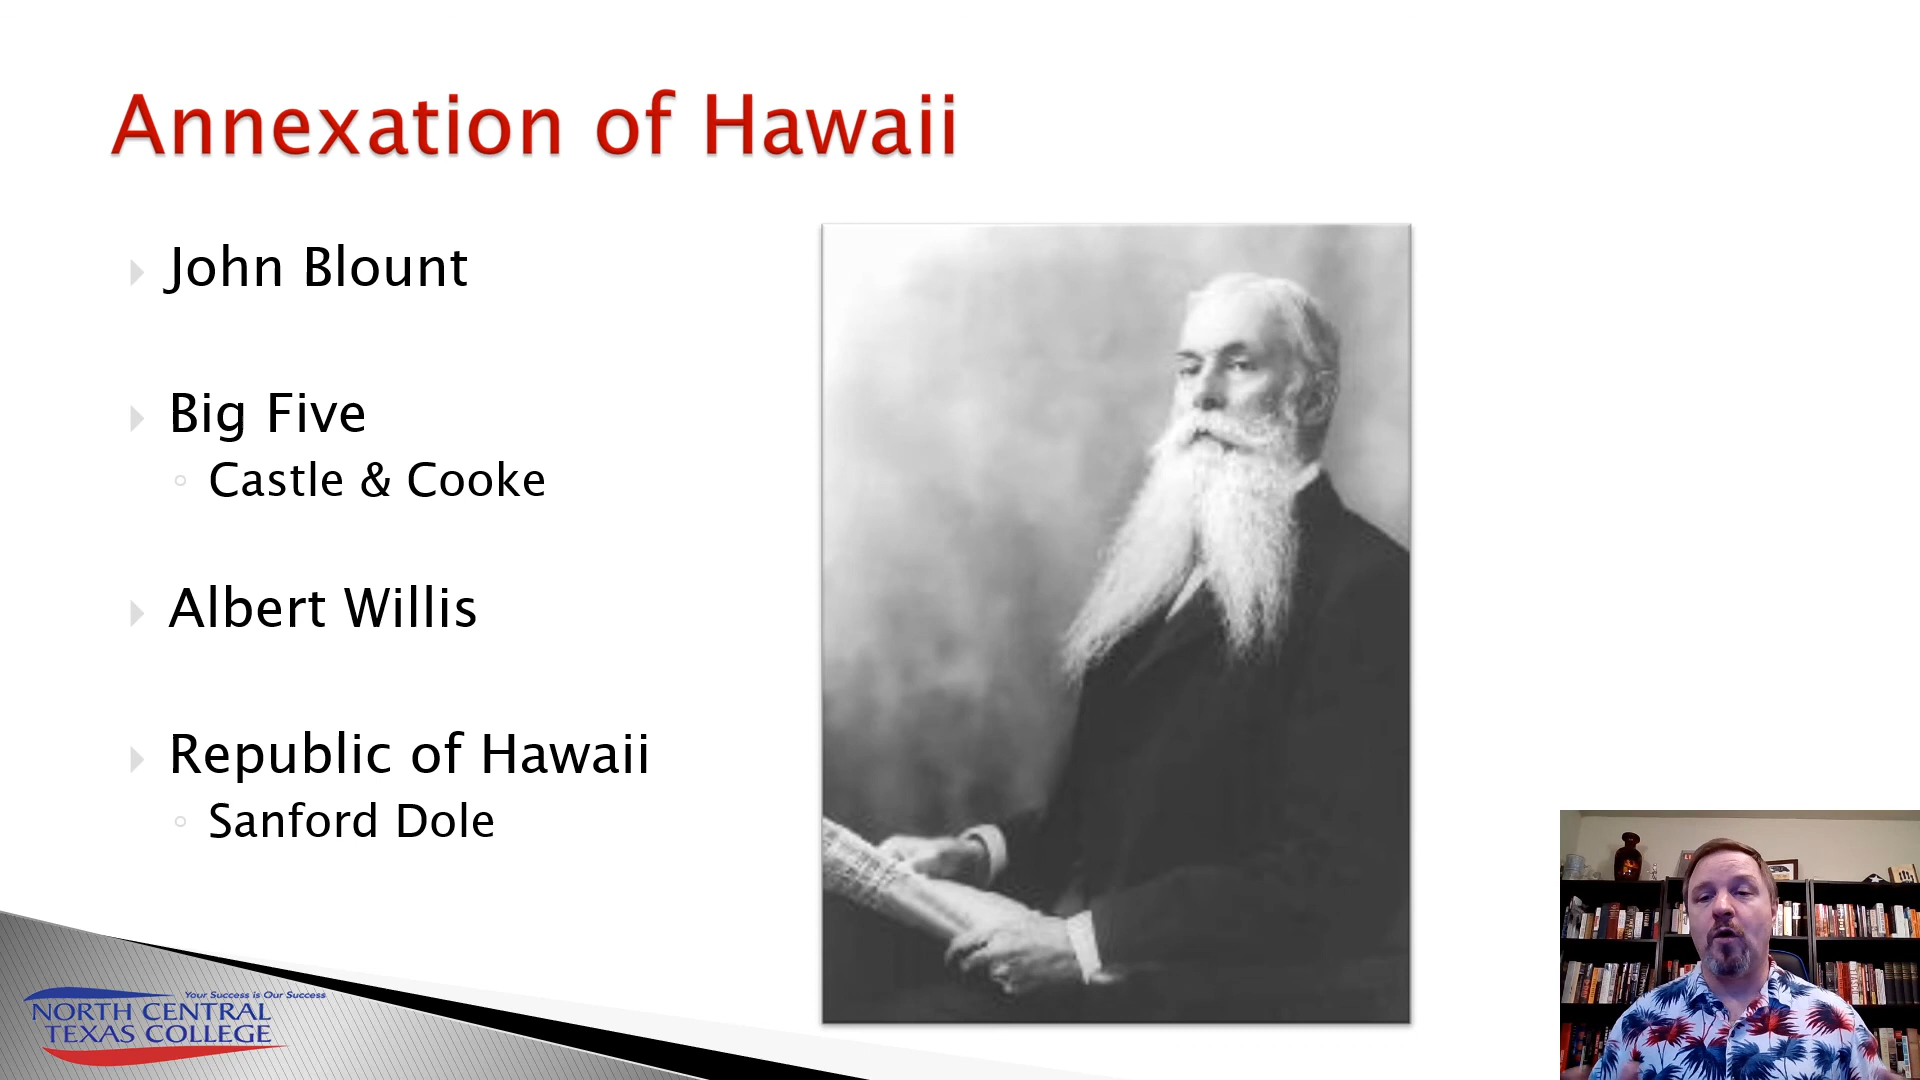 Annexation of Hawaii
John Blount
Big Five
Castle & Cooke
Albert Willis
Republic of Hawaii
Sanford Dole
Your Success is Our Success
NORTH CENTRAL
TEXAS COLLEGE